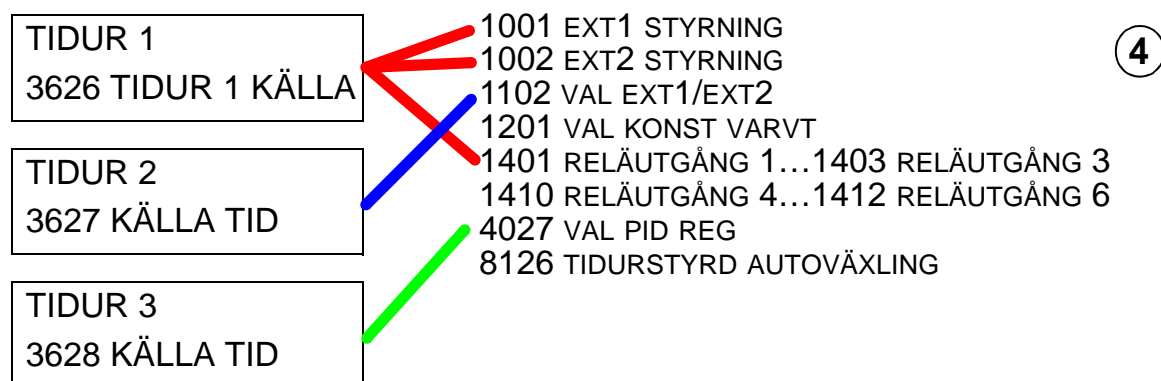 TIDUR 1
3626 TIDUR 1 KÄLLA
TIDUR 2
3627 KÄLLA TID
TIDUR 3
3628 KÄLLA TID
1001 EXT1 STYRNING
1002 EXT2 STYRNING
1102 VAL EXT1/EXT2
1201 VAL KONST VARVT
1401 RELÄUTGÅNG 1...1403 RELÄUTGÅNG 3
1410 RELÄUTGÅNG 4...1412 RELÄUTGÅNG 6
4027 VAL PID REG
8126 TIDURSTYRD AUTOVÄXLING
4